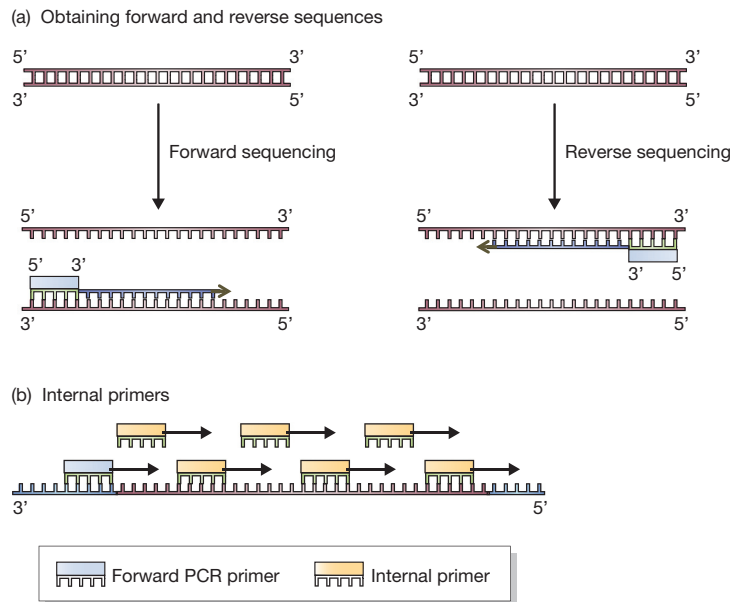 (a) Obtaining forward and reverse sequences
5’ 3’ 5’ 3’
3’ 5’ 3’ 5’
Forward sequencing Reverse sequencing
5’ 3’ 5’ 3’
5’ 3’ 3’ 5’
3’ 5’ 3’ 5’
(b) Internal primers
3’ 5’
Forward PCR primer Internal primer